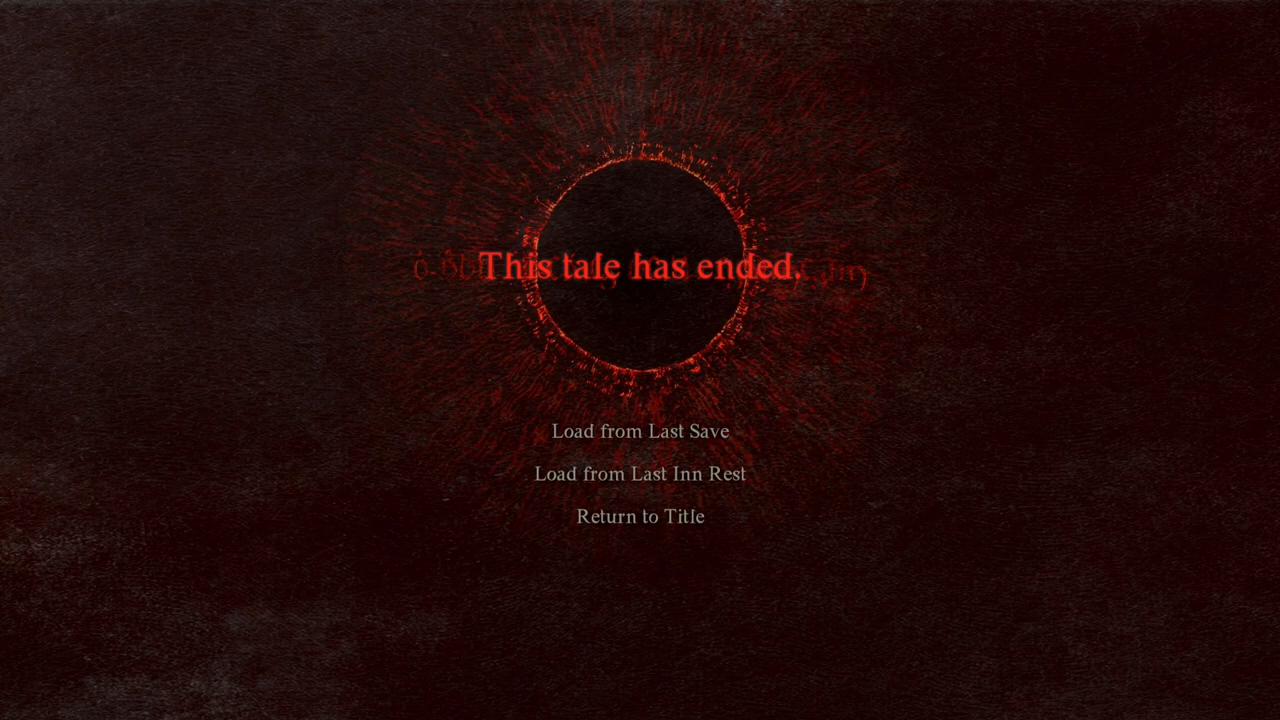 This tale has ended.
Load from Last Save
Load from Last Inn Rest
Return to Title